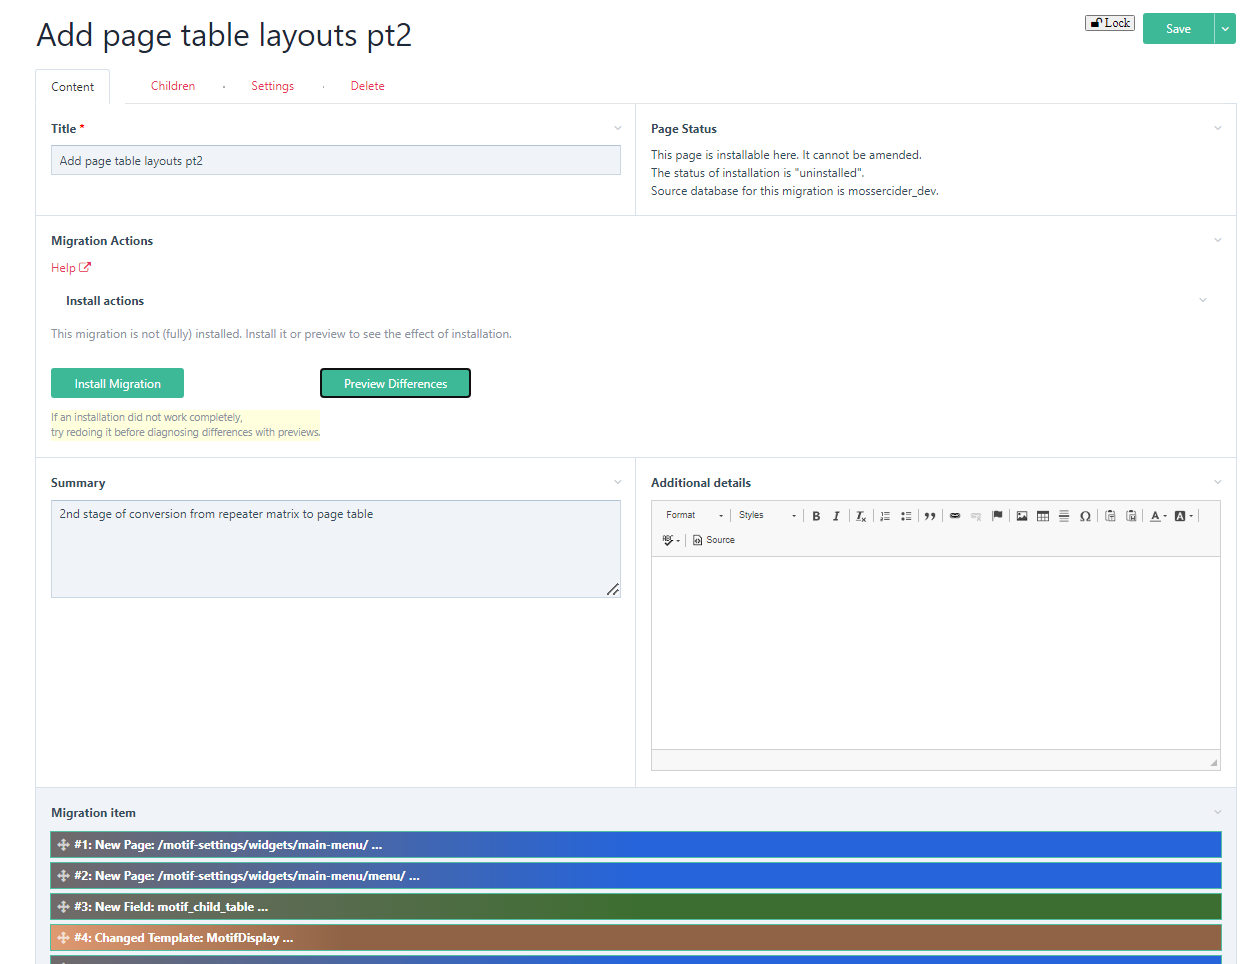 Add page table layouts pt2
Lock
Save
Content
Children
Settings
Delete
Title *
Add page table layouts pt2
Page Status
This page is installable here. It cannot be amended.
The status of installation is "uninstalled".
Source database for this migration is mossercider_dev.
Migration Actions
Help
Install actions
This migration is not (fully) installed. Install it or preview to see the effect of installation.
Install Migration
Preview Differences
If an installation did not work completely,
try redoing it before diagnosing differences with previews.
Summary
2nd stage of conversion from repeater matrix to page table
Additional details
Format
Styles
Source
Migration item
#1: New Page: /motif-settings/widgets/main-menu/ ...
#2: New Page: /motif-settings/widgets/main-menu/menu/ ...
#3: New Field: motif_child_table ...
#4: Changed Template: MotifDisplay ...